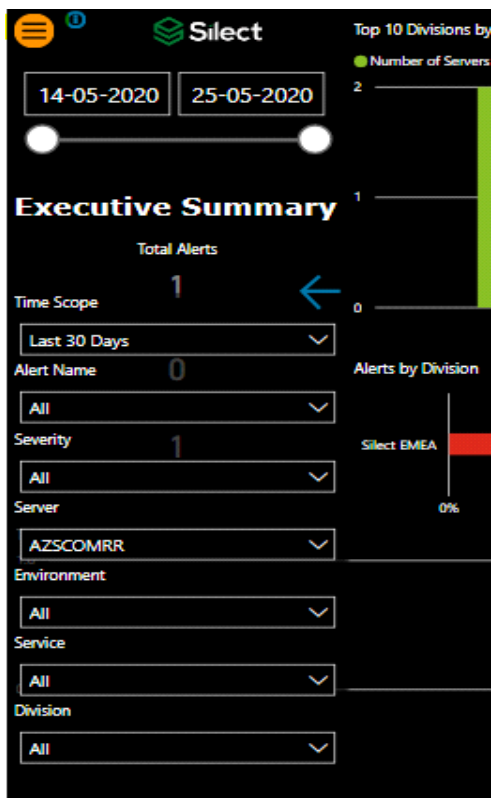 Silect
14-05-2020 25-05-2020
Executive Summary
Total Alerts
1
Time Scope
Last 30 Days
0
Alert Name
All
1
Severity
All
Server
AZSCOMRR
Environment
All
Service
All
Division
All
Top 10 Divisions by
Number of Servers
2
1
0
Alerts by Division
Silect EMEA
0%